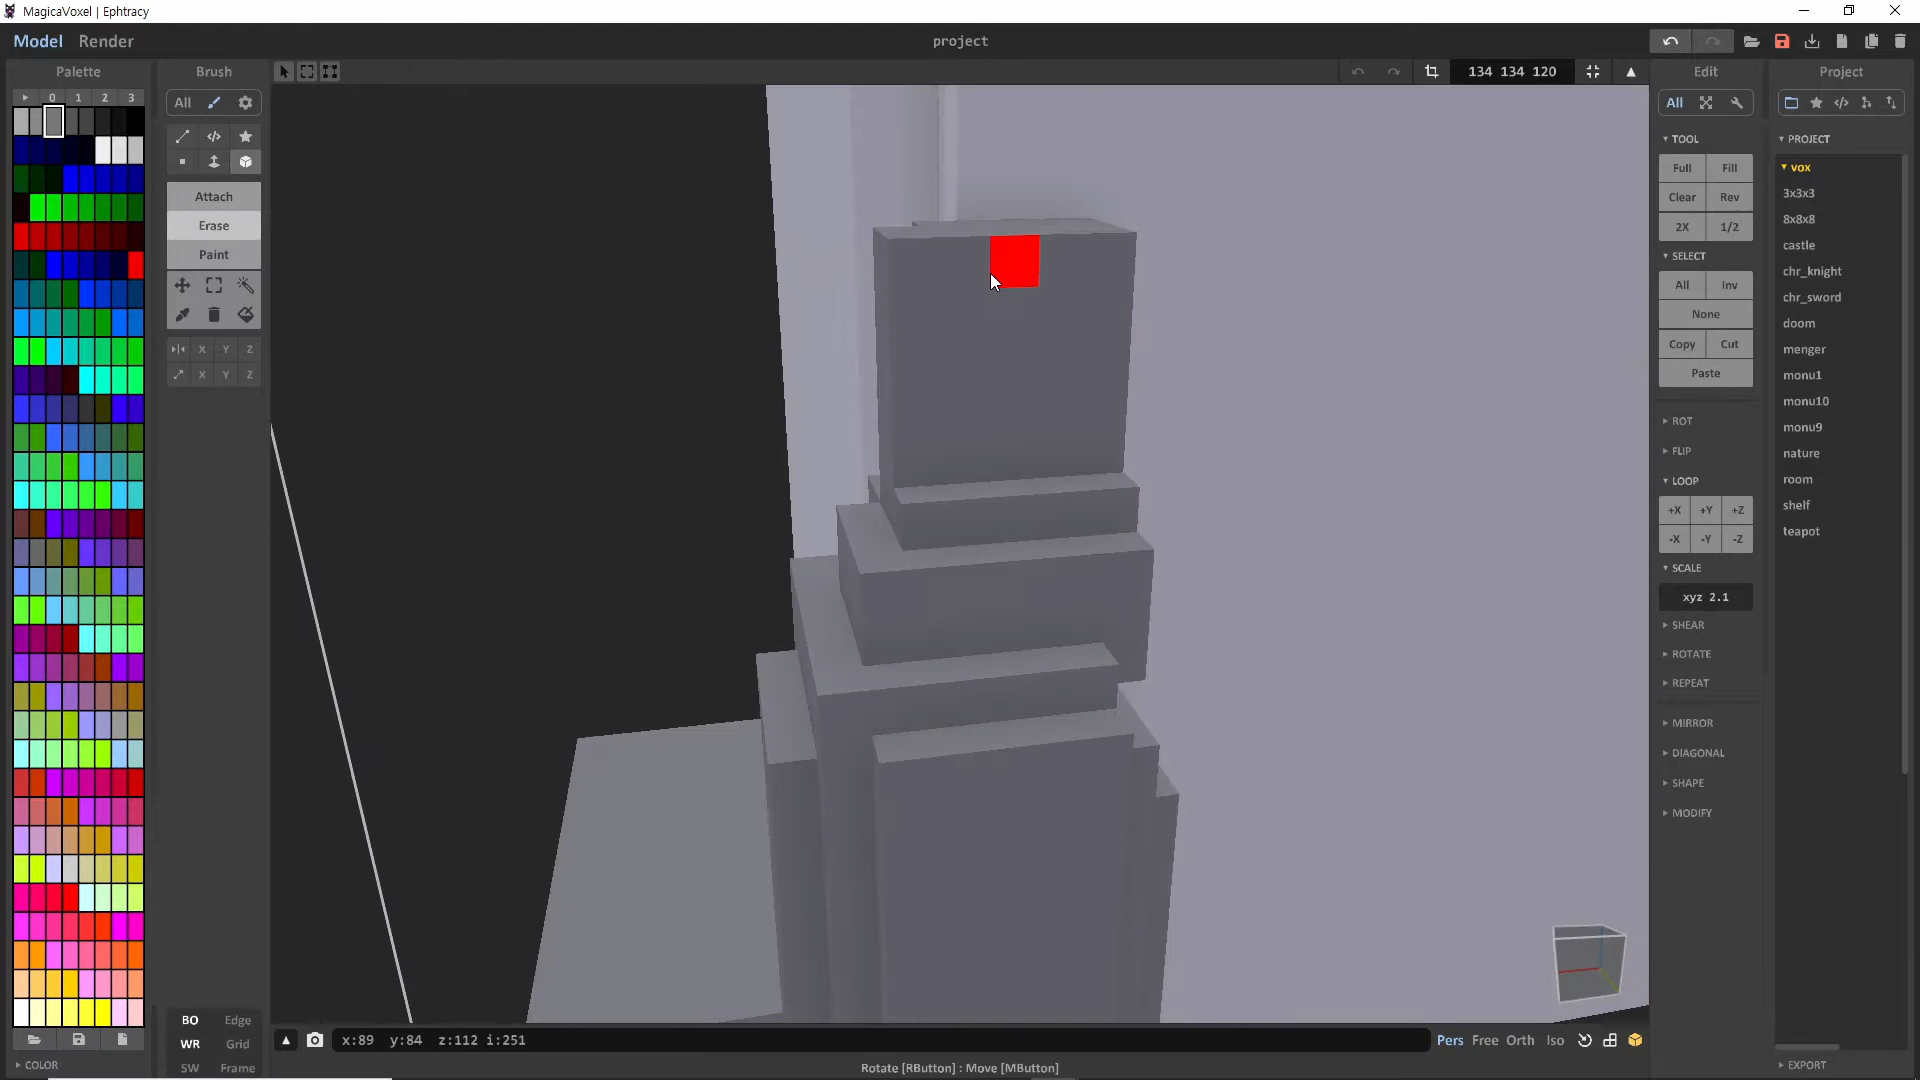 MagicaVoxel | Ephtracy
Model Render
project
Palette
Brush
134 134 120
Edit
Project
0 1 2 3
All
All
TOOL
PROJECT
Full Fill
vox
Attach
Clear Rev
3x3x3
Erase
2X 1/2
8x8x8
Paint
SELECT
castle
All Inv
chr_knight
None
chr_sword
Copy Cut
doom
X Y Z
Paste
menger
X Y Z
monu1
monu10
ROT
monu9
FLIP
nature
LOOP
room
+X +Y +Z
shelf
-X -Y -Z
teapot
SCALE
xyz 2.1
SHEAR
ROTATE
REPEAT
MIRROR
DIAGONAL
SHAPE
MODIFY
BO Edge
WR Grid
SW Frame
x:89 y:84 z:112 i:251
Pers Free Orth Iso
COLOR
Rotate [RButton] : Move [MButton]
EXPORT